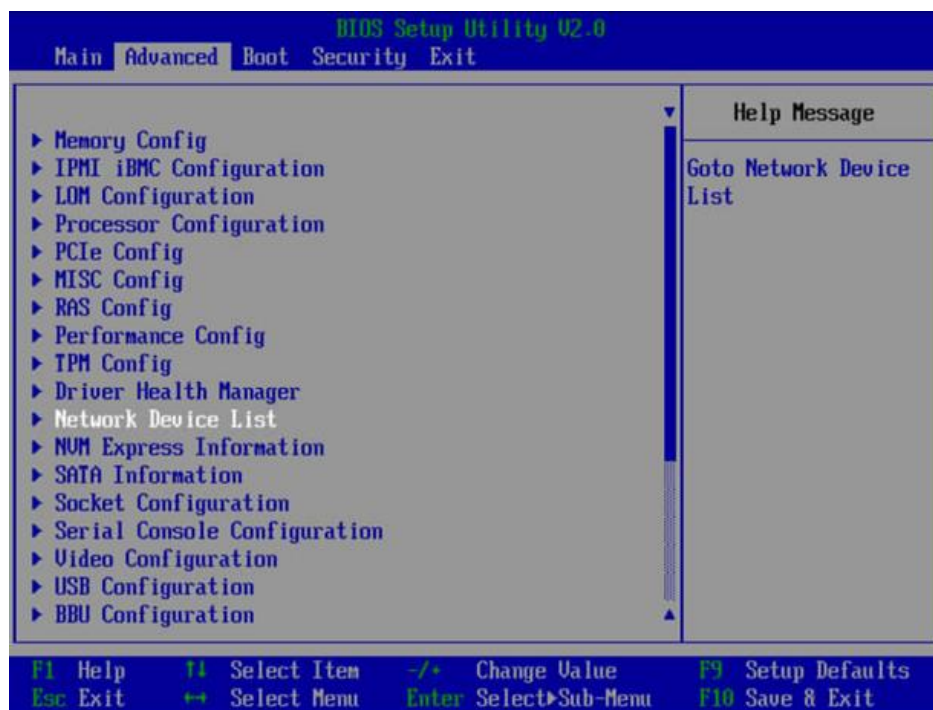 BIOS Setup Utility V2.0
Main Advanced Boot Security Exit
Help Message
Goto Network Device
List
▶ Memory Config
▶ IPMI iBMC Configuration
▶ LOM Configuration
▶ Processor Configuration
▶ PCIe Config
▶ MISC Config
▶ RAS Config
▶ Performance Config
▶ TPM Config
▶ Driver Health Manager
▶ Network Device List
▶ NVM Express Information
▶ SATA Information
▶ Socket Configuration
▶ Serial Console Configuration
▶ Video Configuration
▶ USB Configuration
▶ BBU Configuration
F1 Help ↑↓ Select Item -/+ Change Value F9 Setup Defaults
Esc Exit ↔ Select Menu Enter Select▶Sub-Menu F10 Save & Exit